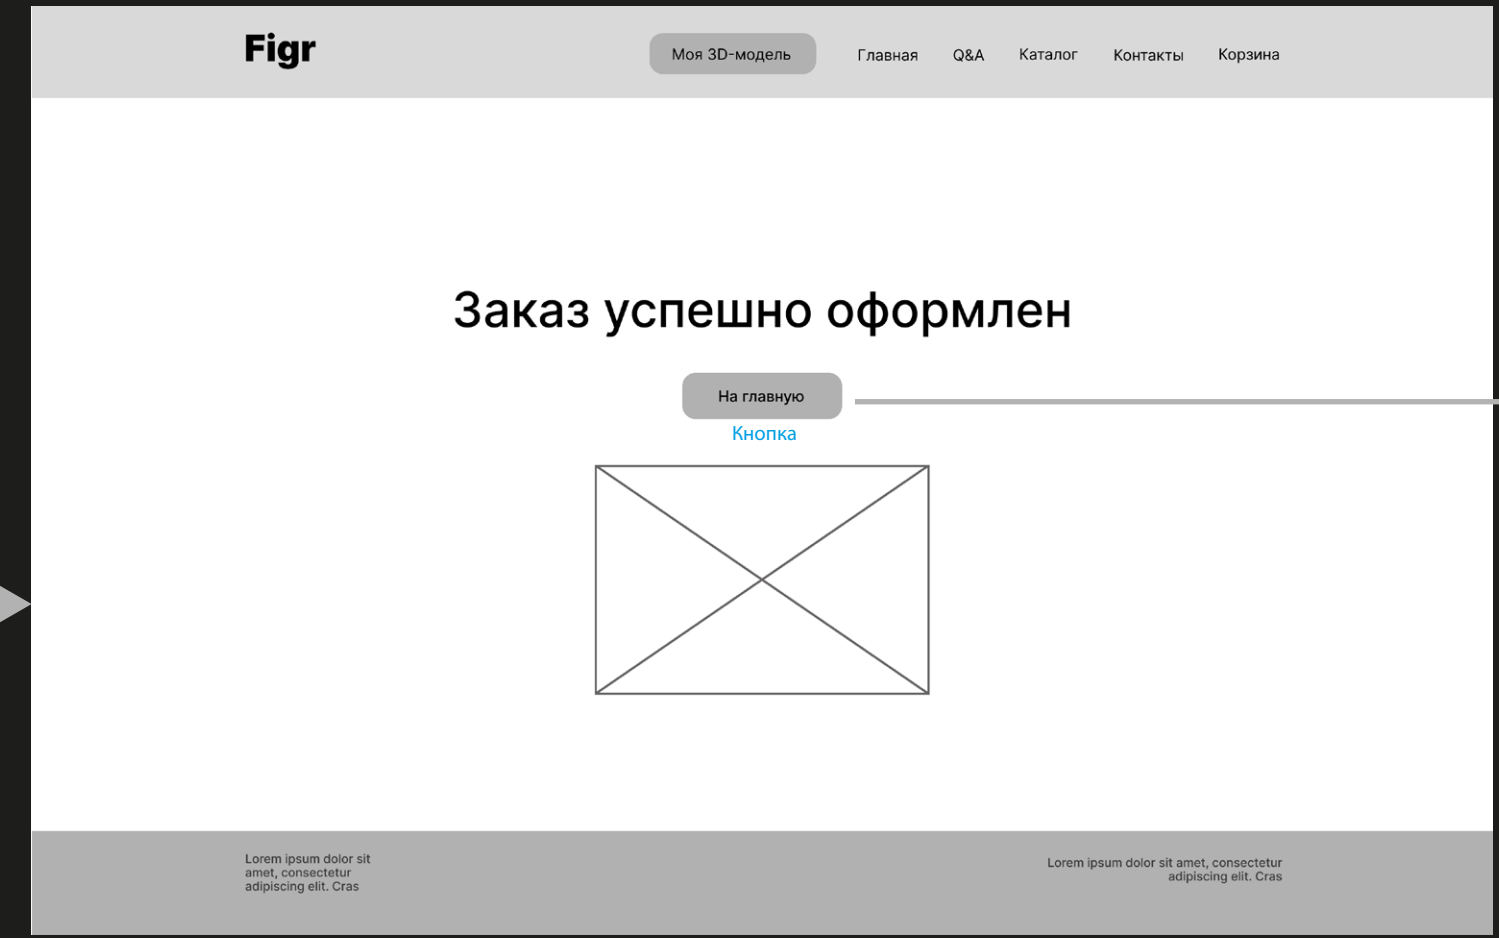 Figr
Моя 3D-модель
Главная
Q&A
Каталог
Контакты
Корзина
Заказ успешно оформлен
На главную
Кнопка
Lorem ipsum dolor sit
amet, consectetur
adipiscing elit. Cras
Lorem ipsum dolor sit amet, consectetur
adipiscing elit. Cras